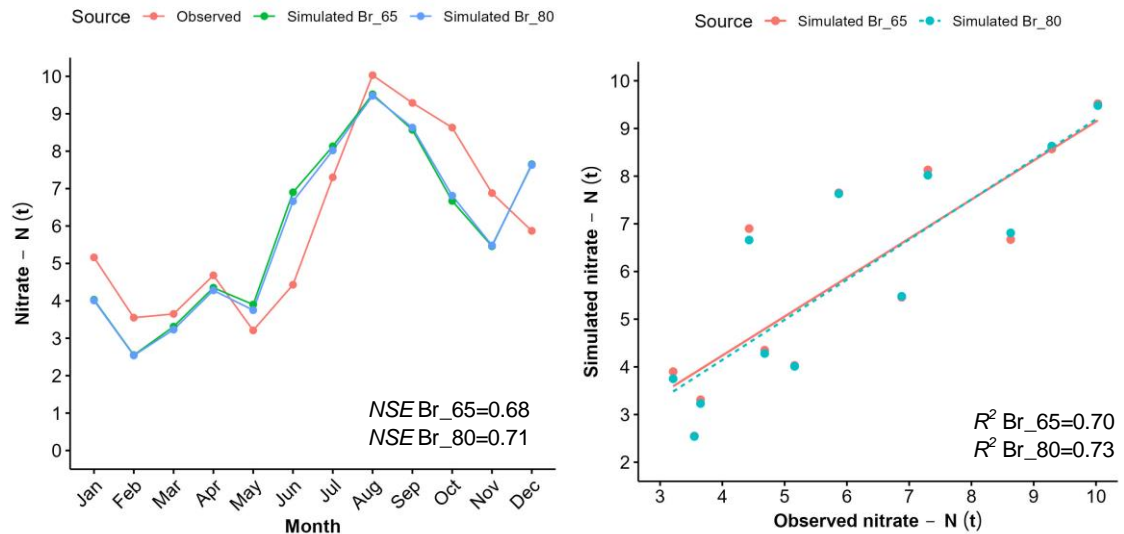 Source Observed Simulated Br_65 Simulated Br_80
Nitrate – N (t)
10
9
8
7
6
5
4
3
2
1
0
NSE Br_65=0.68
NSE Br_80=0.71
Jan Feb Mar Apr May Jun Jul Aug Sep Oct Nov Dec
Month
Source Simulated Br_65 Simulated Br_80
Simulated nitrate – N (t)
10
9
8
7
6
5
4
3
2
R² Br_65=0.70
R² Br_80=0.73
3 4 5 6 7 8 9 10
Observed nitrate – N (t)